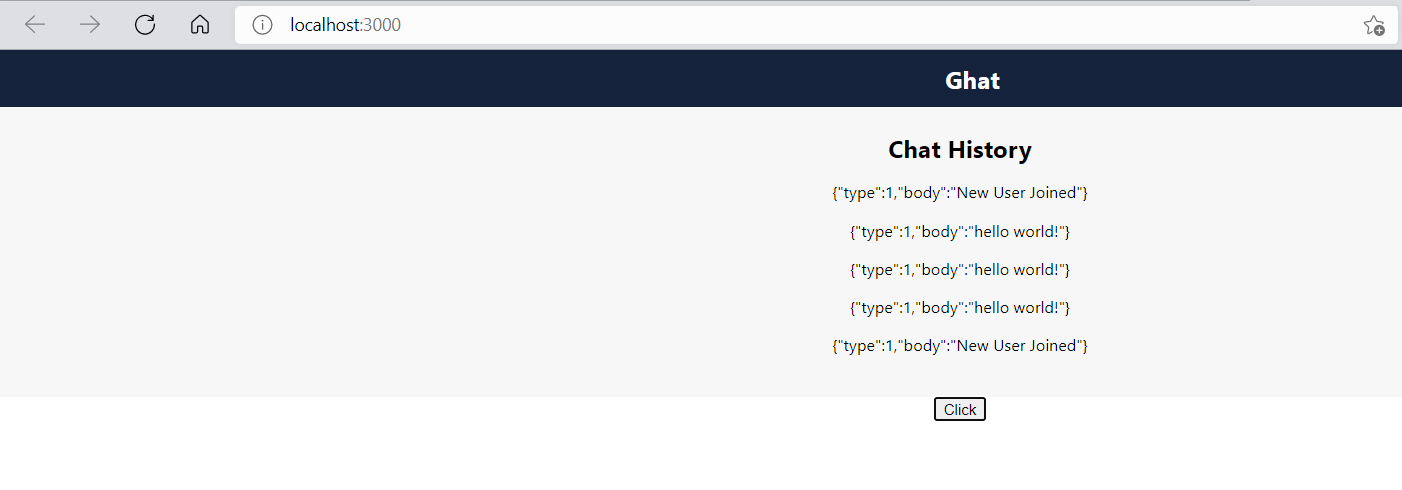 localhost:3000
Ghat
Chat History
{"type":1,"body":"New User Joined"}
{"type":1,"body":"hello world!"}
{"type":1,"body":"hello world!"}
{"type":1,"body":"hello world!"}
{"type":1,"body":"New User Joined"}
Click